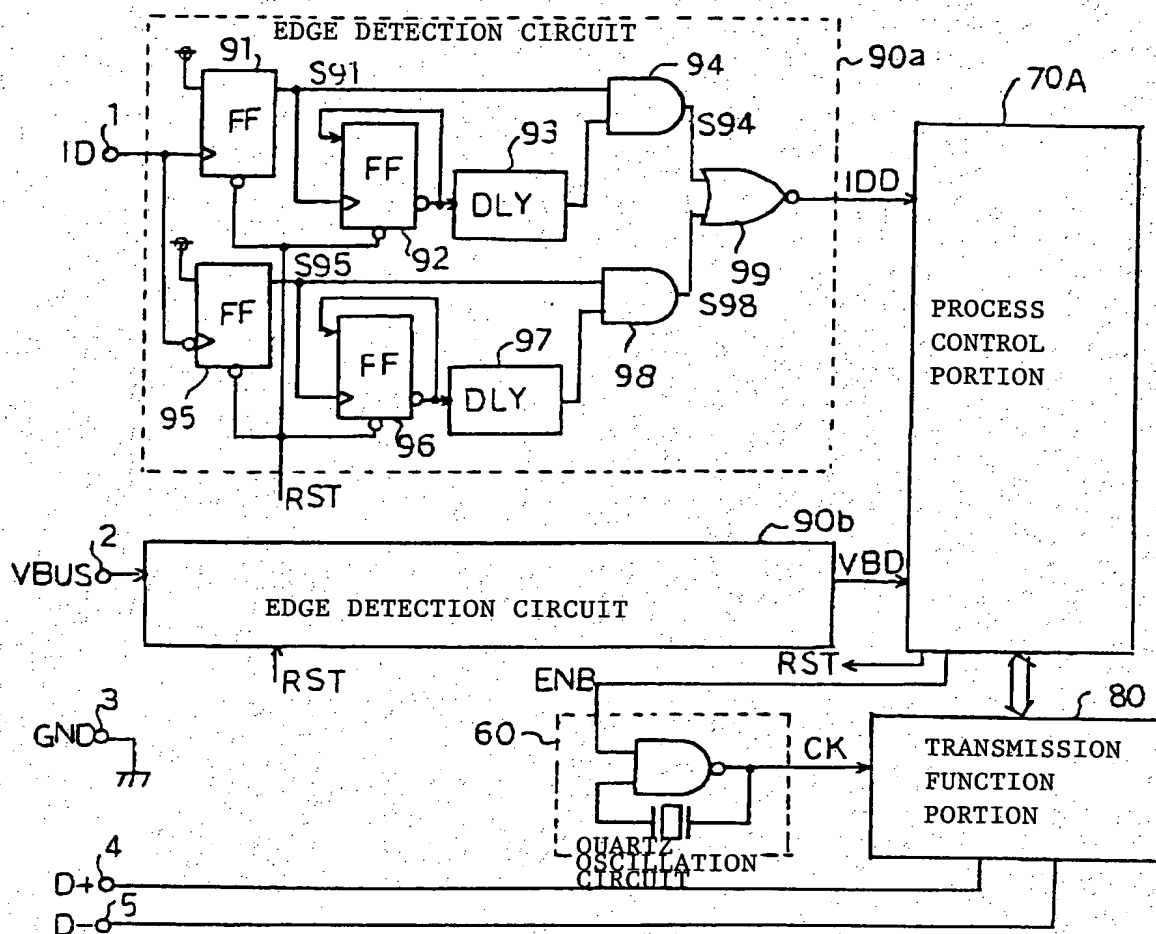 EDGE DETECTION CIRCUIT
90a
91
S91
94
70A
1
ID
FF
FF
93
DLY
S94
IDD
92
99
S95
S98
FF
FF
97
DLY
98
95
96
PROCESS
CONTROL
PORTION
RST
90b
2
VBUS
VBD
EDGE DETECTION CIRCUIT
RST
RST
ENB
3
GND
60
80
CK
TRANSMISSION
FUNCTION
PORTION
QUARTZ
OSCILLATION
CIRCUIT
4
D+
5
D-